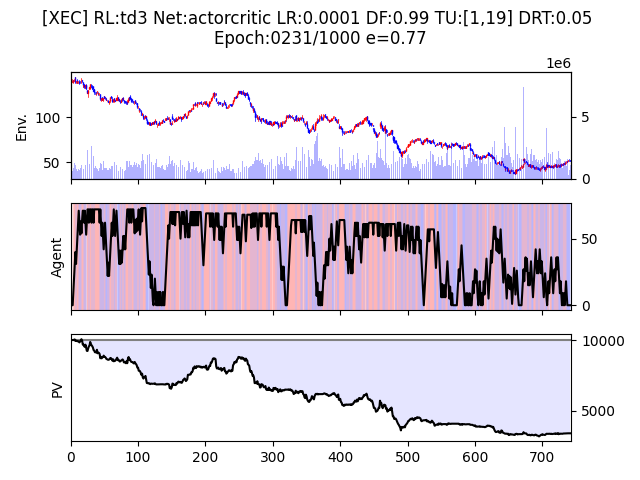 [XEC] RL:td3 Net:actorcritic LR:0.0001 DF:0.99 TU:[1,19] DRT:0.05
Epoch:0231/1000 e=0.77
1e6
Env.
100
50
5
0
Agent
50
0
PV
10000
5000
0 100 200 300 400 500 600 700